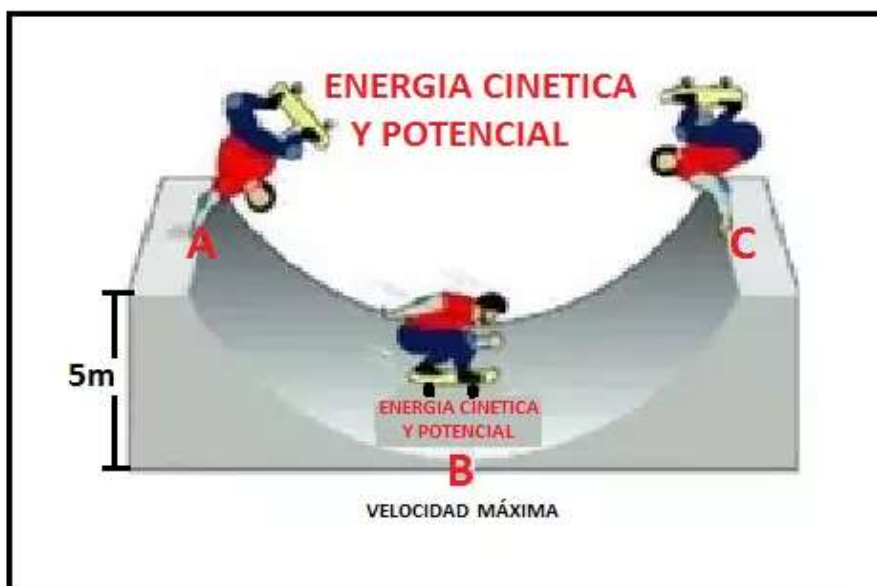 ENERGIA CINETICA
Y POTENCIAL
A
C
5m
ENERGIA CINETICA
Y POTENCIAL
B
VELOCIDAD MÁXIMA